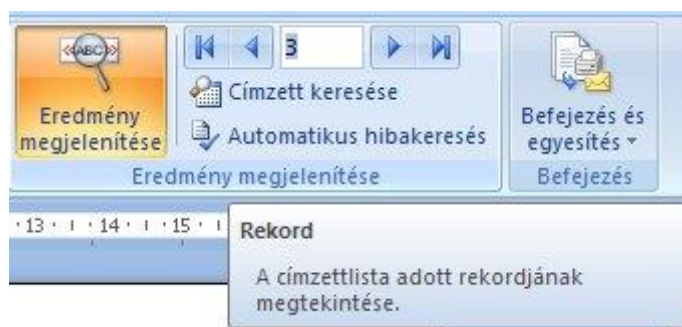 «ABC»
3
Eredmény
megjelenítése
Címzett keresése
Automatikus hibakeresés
Eredmény megjelenítése
Befejezés és
egyesítés
Befejezés
13 14 15
Rekord
A címzettlista adott rekordjának
megtekintése.